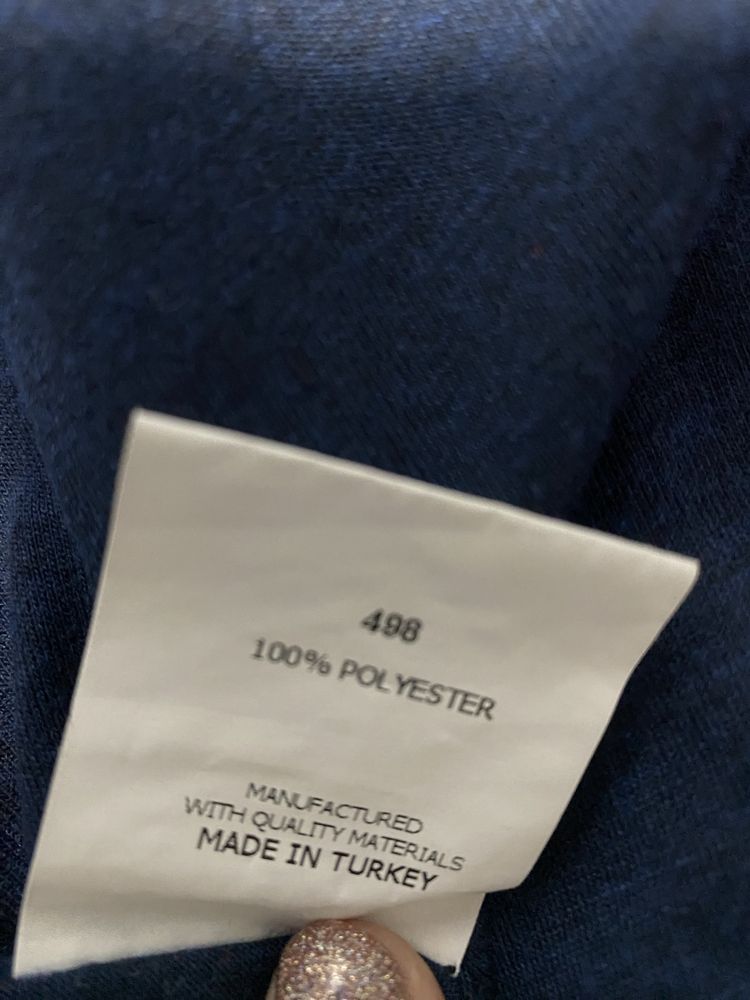 498
100% POLYESTER
MANUFACTURED
WITH QUALITY MATERIALS
MADE IN TURKEY